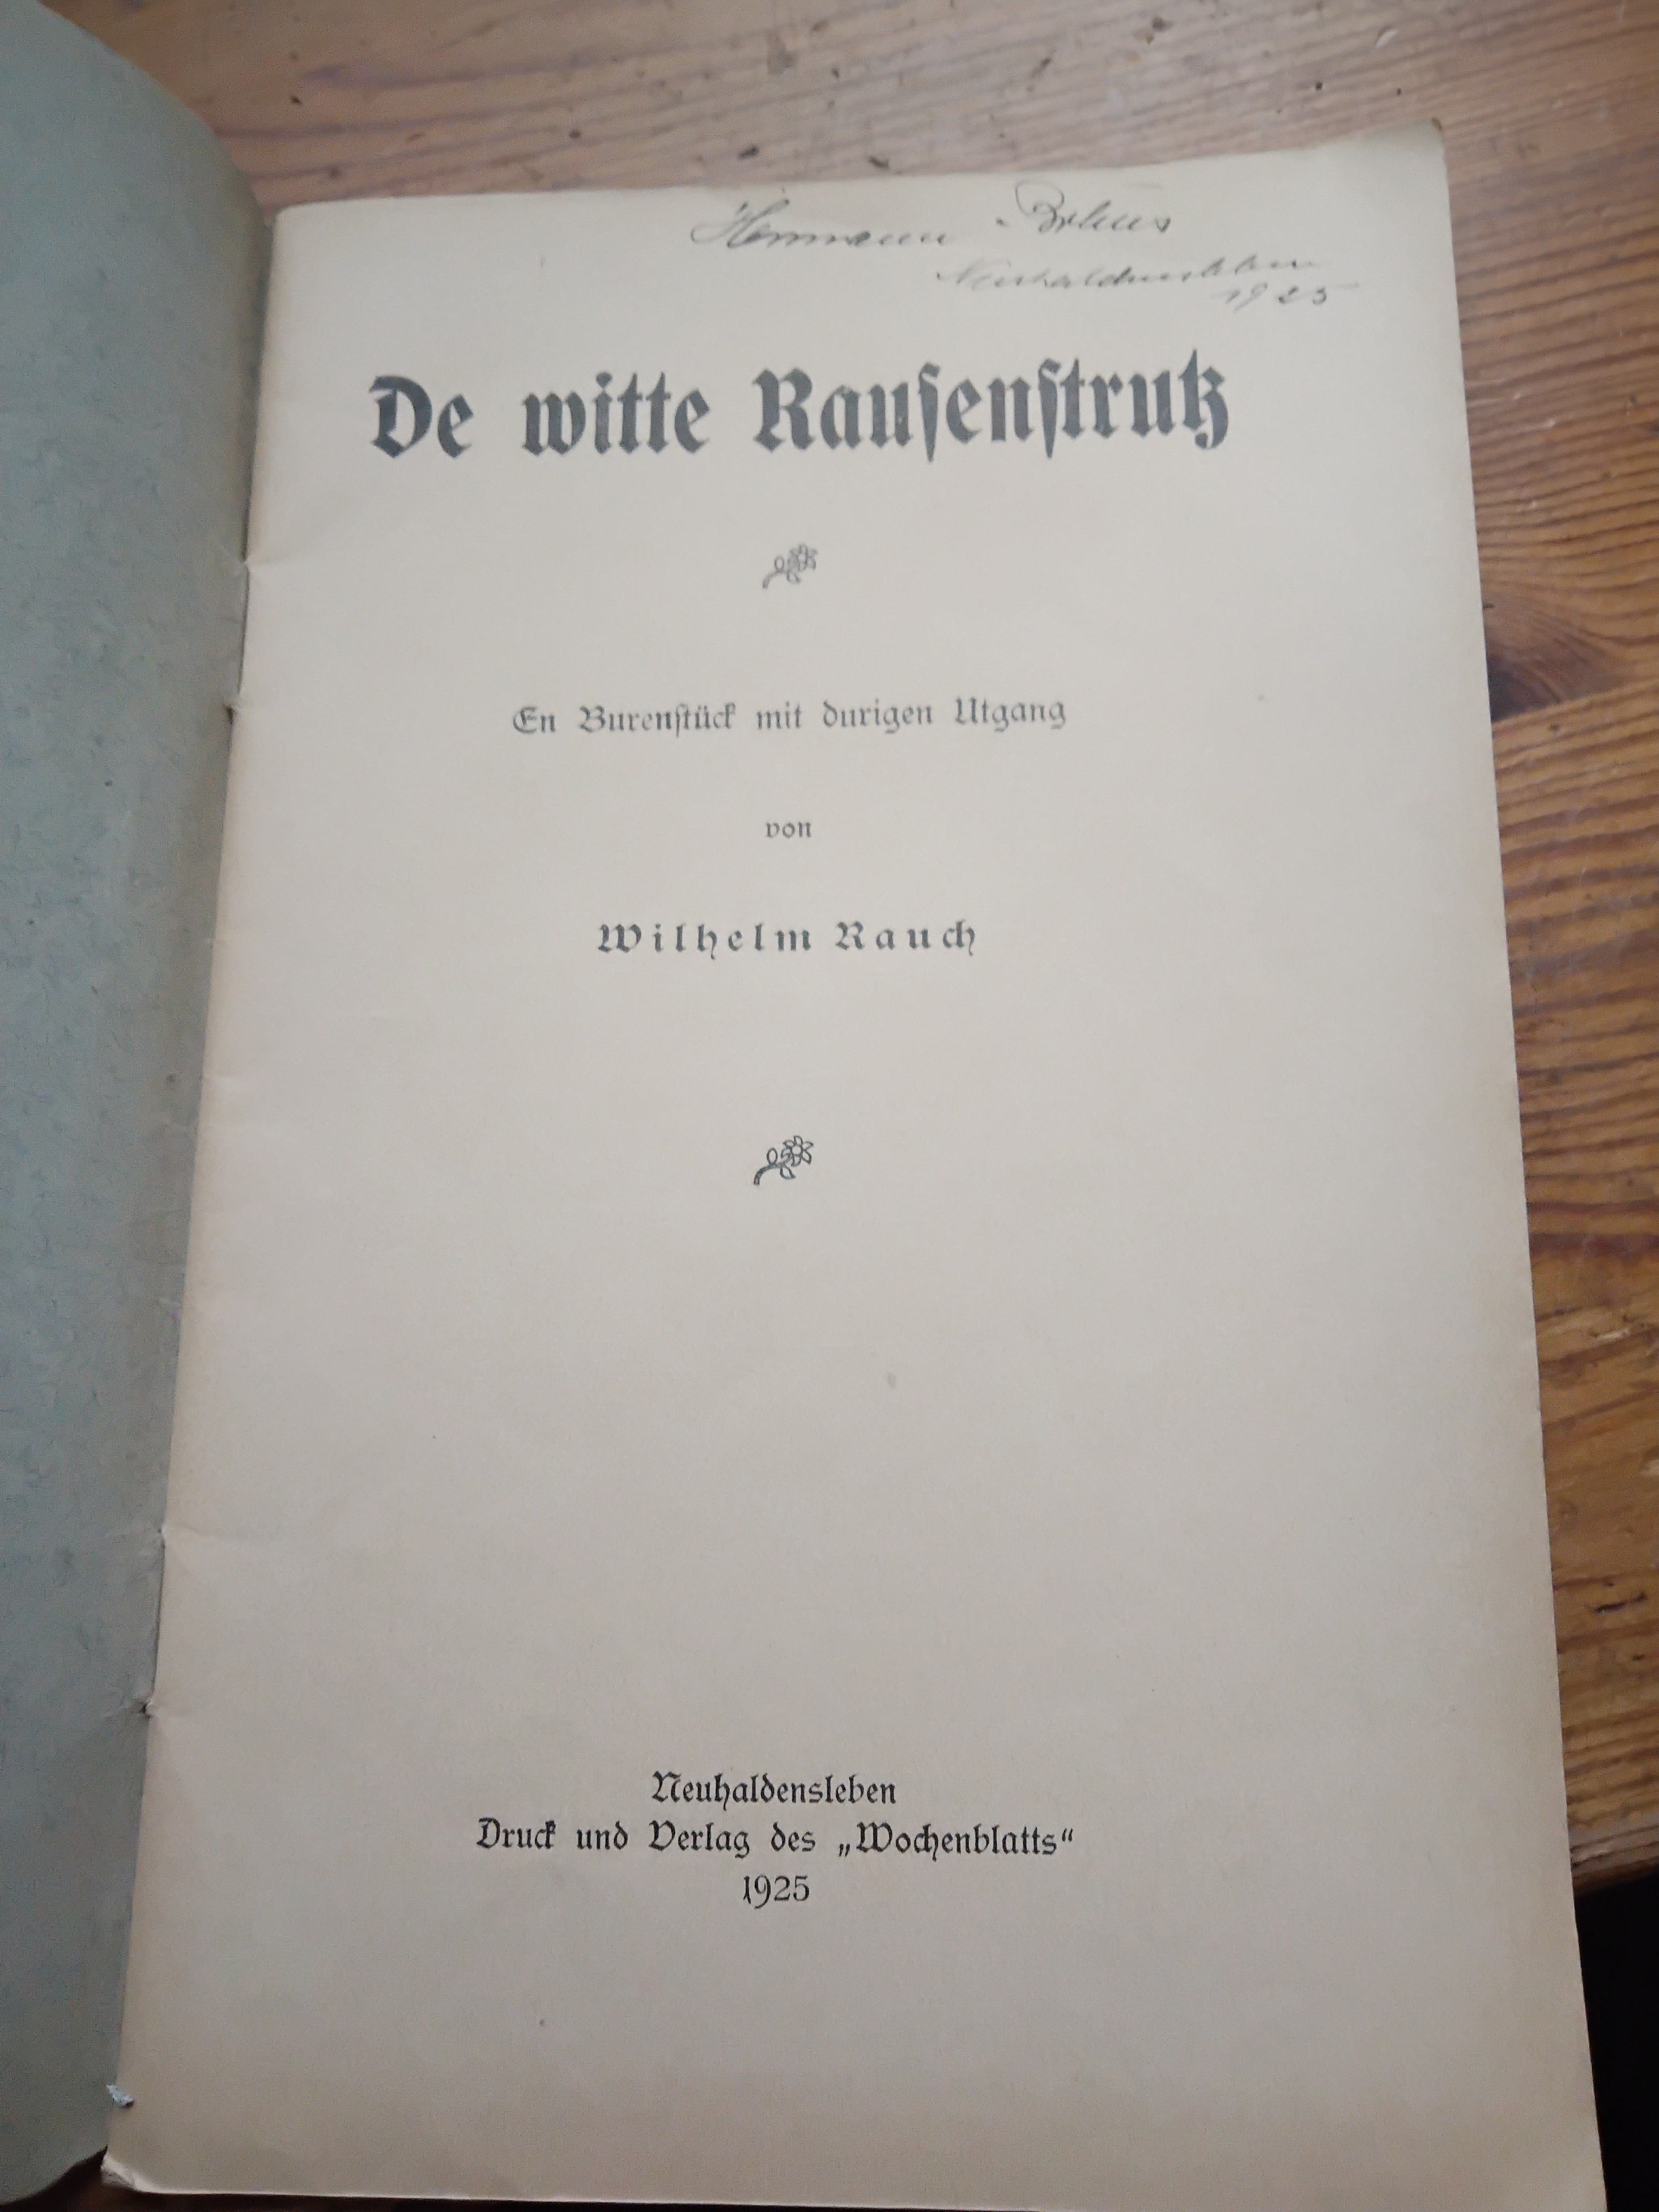 Hermann
Neuhaldensleben
1925
De witte Rausenstrutz
En Burenstück mit durigen Utgang
von
Wilhelm Rauch
Neuhaldensleben
Druck und Verlag des „Wochenblatts“
1925